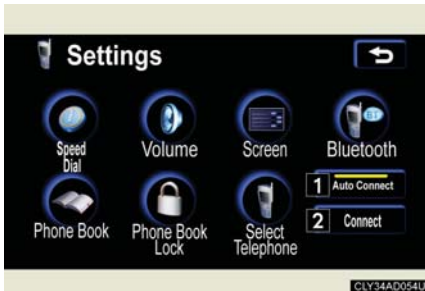 Settings
Speed
Dial
Volume
Screen
Bluetooth
Phone Book
Phone Book
Lock
Select
Telephone
1 Auto Connect
2 Connect
CLY34AD054U